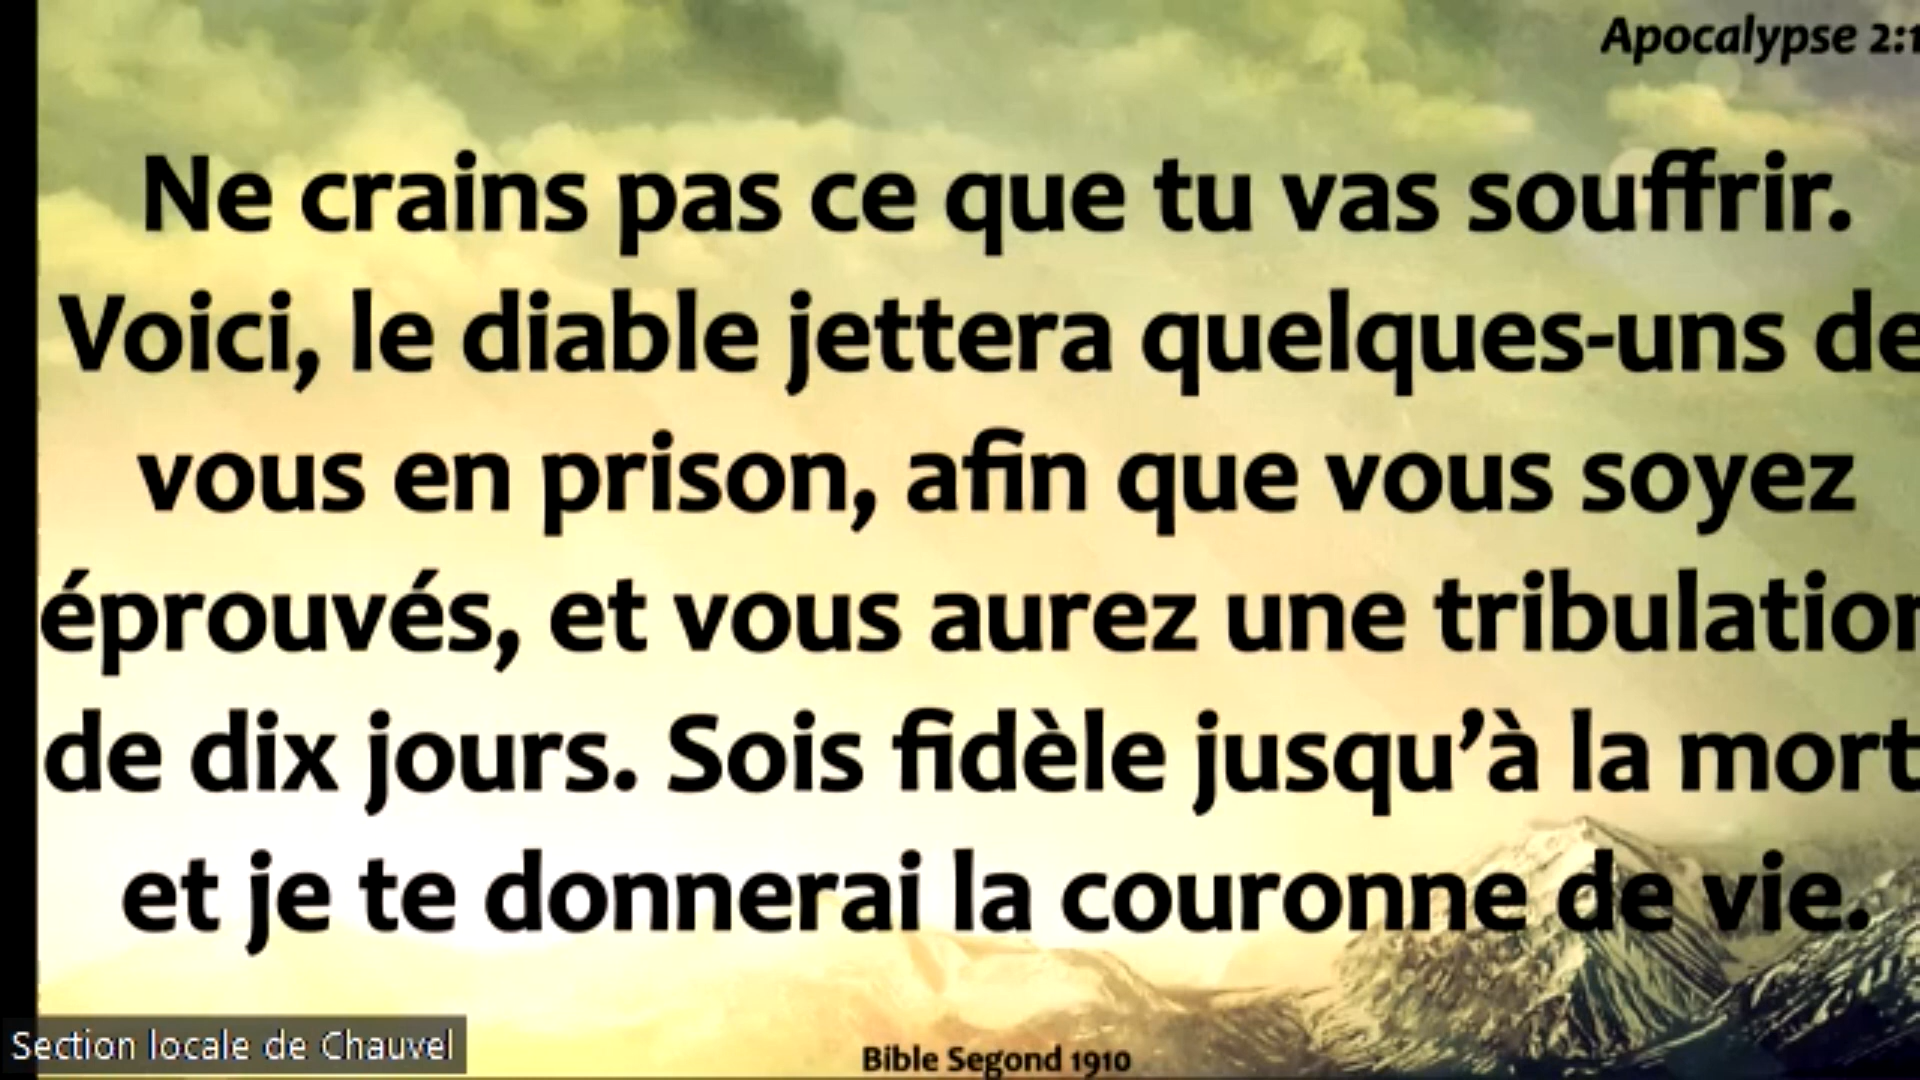 Apocalypse 2:1
Ne crains pas ce que tu vas souffrir.
Voici, le diable jettera quelques-uns de
vous en prison, afin que vous soyez
éprouvés, et vous aurez une tribulation
de dix jours. Sois fidèle jusqu’à la mort
et je te donnerai la couronne de vie.
Section locale de Chauvel
Bible Segond 1910